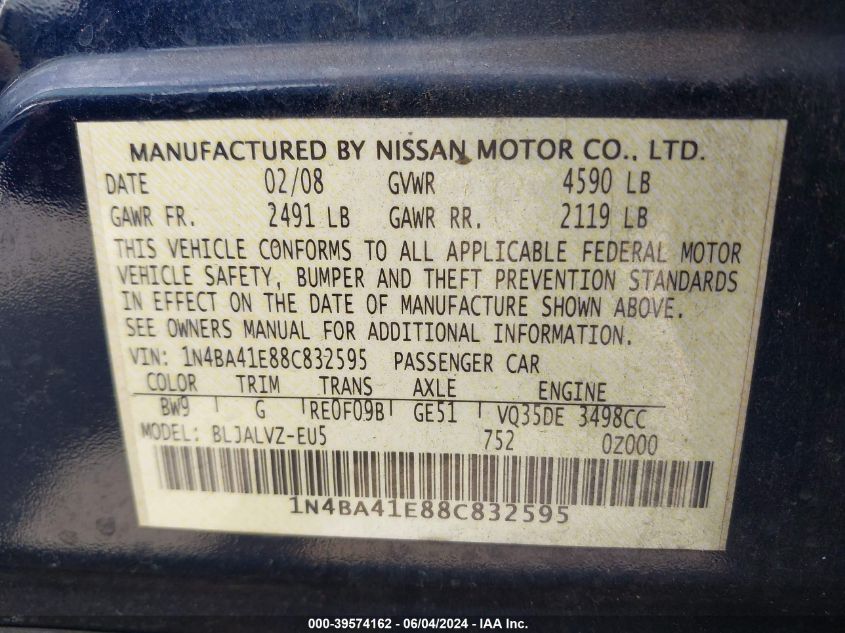 MANUFACTURED BY NISSAN MOTOR CO., LTD.
DATE 02/08 GVWR 4590 LB
GAWR FR. 2491 LB GAWR RR. 2119 LB
THIS VEHICLE CONFORMS TO ALL APPLICABLE FEDERAL MOTOR
VEHICLE SAFETY, BUMPER AND THEFT PREVENTION STANDARDS
IN EFFECT ON THE DATE OF MANUFACTURE SHOWN ABOVE.
SEE OWNERS MANUAL FOR ADDITIONAL INFORMATION.
VIN: 1N4BA41E88C832595 PASSENGER CAR
COLOR TRIM TRANS AXLE ENGINE
BW9 G RE0F09B GE51 VQ35DE 3498CC
MODEL: BLJALVZ-EU5 752 0Z000
1N4BA41E88C832595
000-39574162 - 06/04/2024 - IAA Inc.